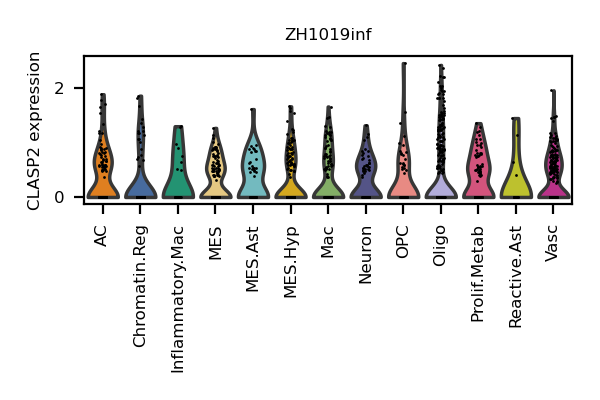 ZH1019inf
CLASP2 expression
2
0
AC
Chromatin.Reg
Inflammatory.Mac
MES
MES.Ast
MES.Hyp
Mac
Neuron
OPC
Oligo
Prolif.Metab
Reactive.Ast
Vasc